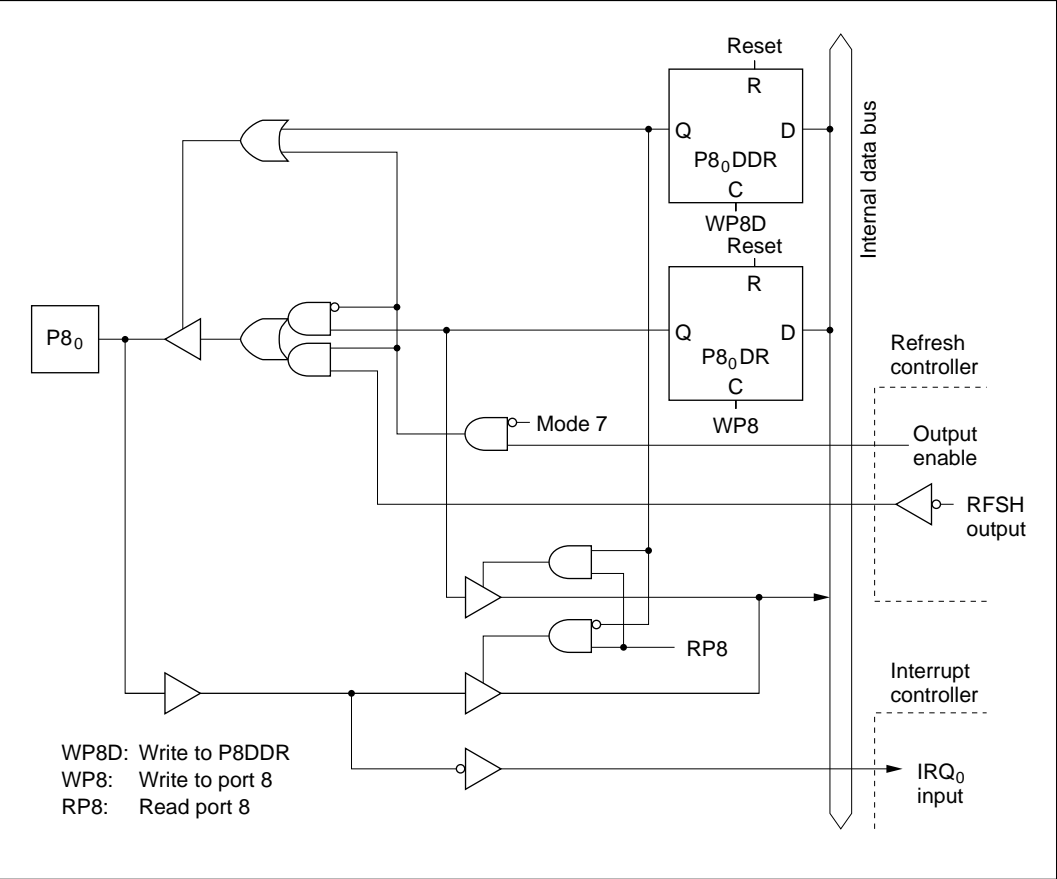 Reset
R
Q
D
P8₀DDR
C
WP8D
Reset
R
Q
D
P8₀DR
C
WP8
Internal data bus
P8₀
Refresh
controller
Mode 7
Output
enable
RFSH
output
RP8
Interrupt
controller
IRQ₀
input
WP8D: Write to P8DDR
WP8: Write to port 8
RP8: Read port 8